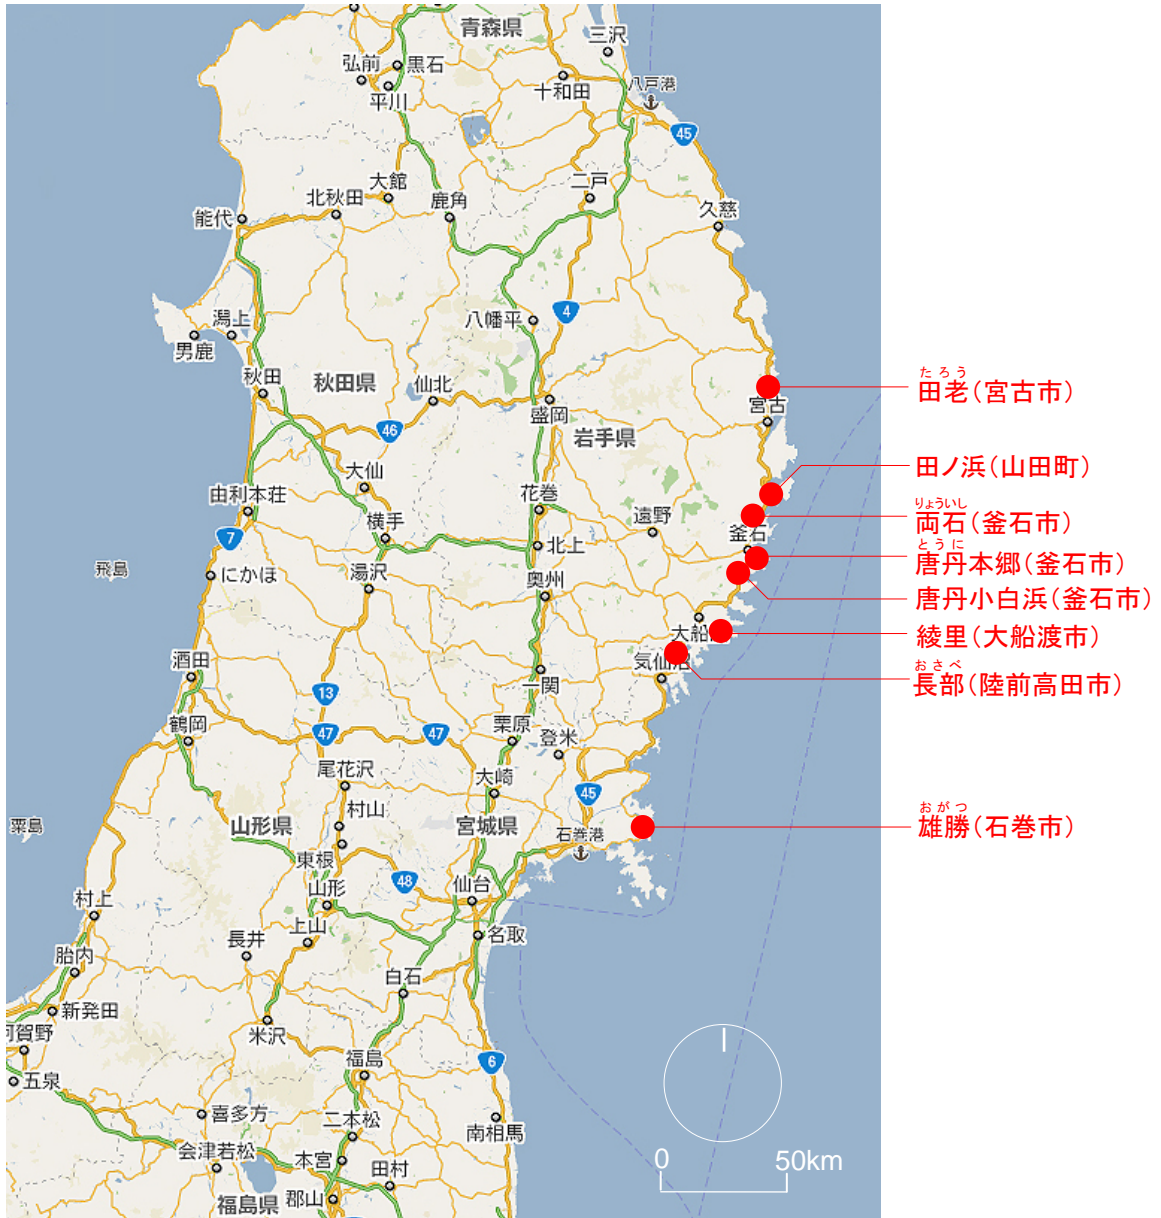 青森県
三沢
弘前
黒石
十和田
八戸港
平川
45
大館
二戸
北秋田
鹿角
久慈
能代
八幡平
4
潟上
男鹿
秋田
秋田県
仙北
たろう
田老(宮古市)
宮古
盛岡
46
岩手県
大仙
田ノ浜(山田町)
由利本荘
花巻
りょういし
両石(釜石市)
横手
遠野
釜石
7
北上
とうに
唐丹本郷(釜石市)
飛島
にかほ
湯沢
奥州
唐丹小白浜(釜石市)
大船
綾里(大船渡市)
酒田
気仙沼
おさべ
長部(陸前高田市)
一関
13
鶴岡
47
47
栗原
登米
尾花沢
大崎
45
村山
粟島
山形県
宮城県
石巻港
おがつ
雄勝(石巻市)
東根
48
山形
仙台
村上
上山
長井
名取
胎内
白石
新発田
米沢
阿賀野
福島
6
五泉
喜多方
二本松
南相馬
会津若松
本宮
田村
0 50km
福島県
郡山